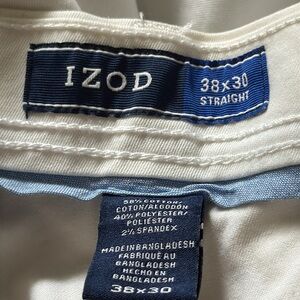 IZOD
38x30
STRAIGHT
58% COTTON/
COTON/ALGODÓN
40% POLYESTER/
POLIÉSTER
2% SPANDEX
MADE IN BANGLADESH
FABRIQUÉ AU
BANGLADESH
HECHO EN
BANGLADESH
38x30